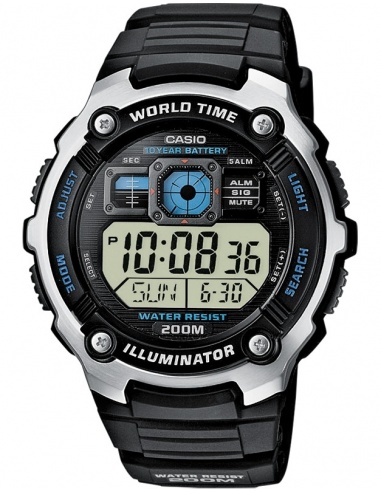 WORLD TIME
CASIO
10 YEAR BATTERY
SEC
5ALM
ADJUST
SET
ALM
SIG
MUTE
LIGHT
SET(-)
P 10:08 36
SUN 6-30
MODE
SELECT
SET(+)
SEARCH
WATER RESIST
200M
ILLUMINATOR
WATER RESIST
200M